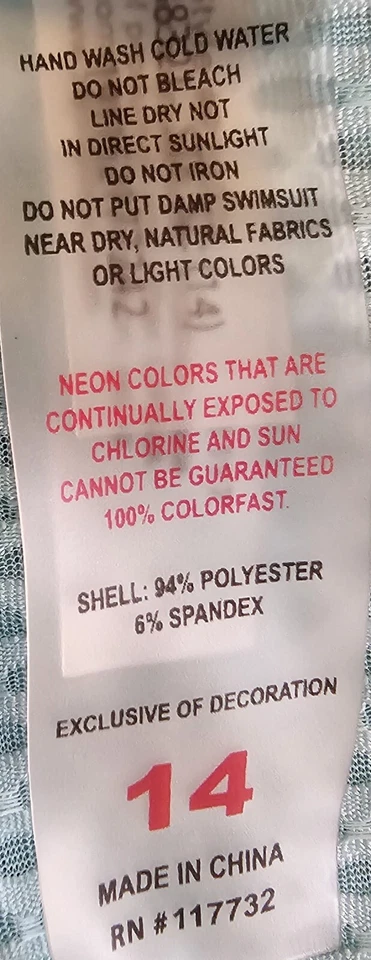 HAND WASH COLD WATER
DO NOT BLEACH
LINE DRY NOT
IN DIRECT SUNLIGHT
DO NOT IRON
DO NOT PUT DAMP SWIMSUIT
NEAR DRY, NATURAL FABRICS
OR LIGHT COLORS
NEON COLORS THAT ARE
CONTINUALLY EXPOSED TO
CHLORINE AND SUN
CANNOT BE GUARANTEED
100% COLORFAST.
SHELL: 94% POLYESTER
6% SPANDEX
EXCLUSIVE OF DECORATION
14
MADE IN CHINA
RN #117732